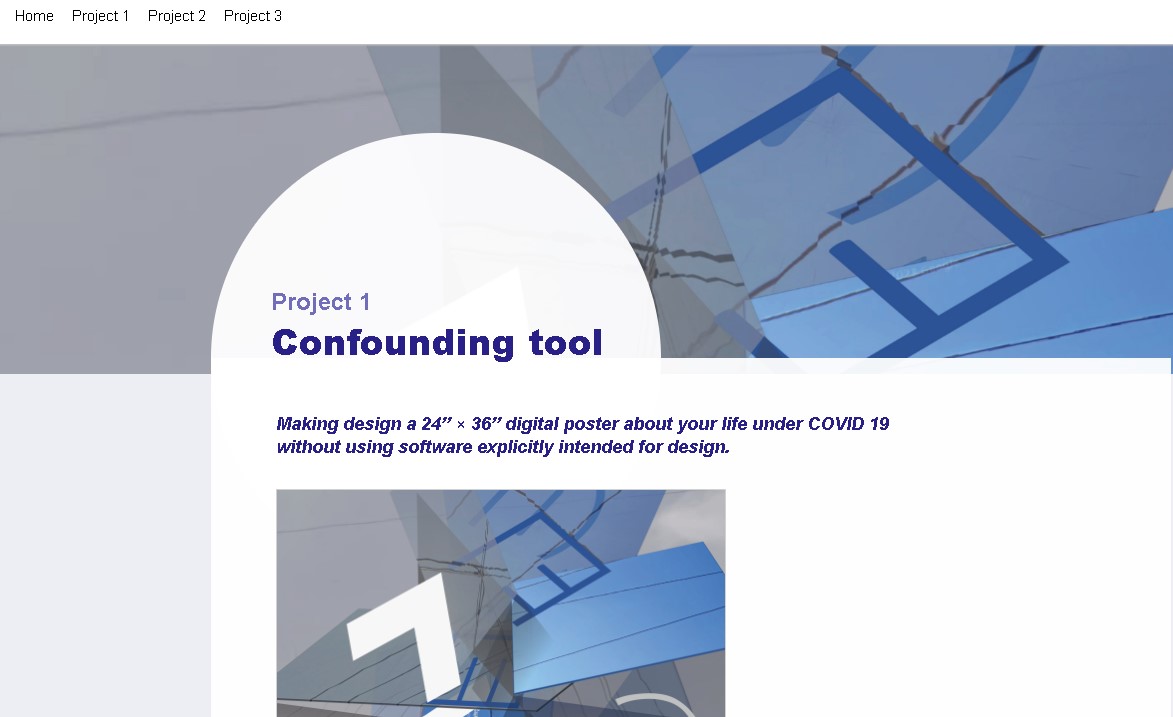 Home Project 1 Project 2 Project 3
Project 1
Confounding tool
Making design a 24” × 36” digital poster about your life under COVID 19
without using software explicitly intended for design.